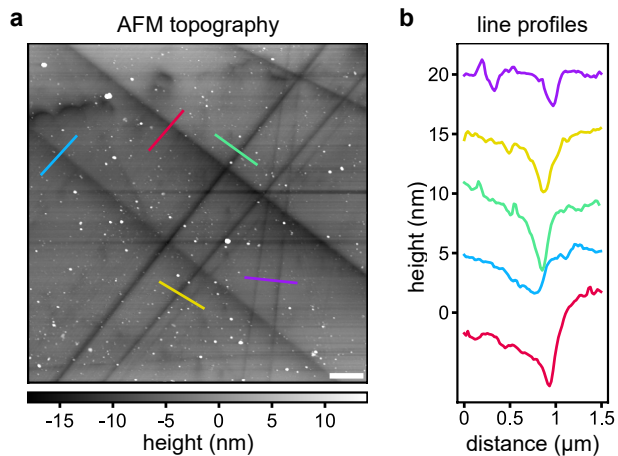 a
AFM topography
-15 -10 -5 0 5 10
height (nm)
b
line profiles
20
15
10
5
0
height (nm)
0 0.5 1 1.5
distance (µm)